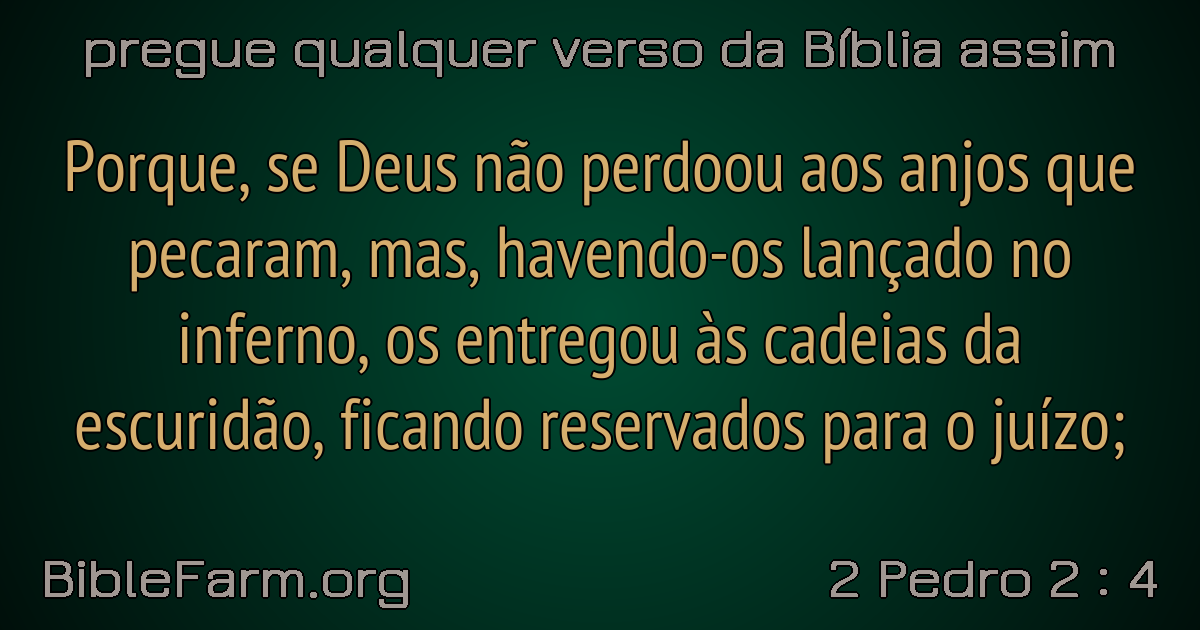 pregue qualquer verso da Bíblia assim
Porque, se Deus não perdoou aos anjos que
pecaram, mas, havendo-os lançado no
inferno, os entregou às cadeias da
escuridão, ficando reservados para o juízo;
BibleFarm.org
2 Pedro 2 : 4